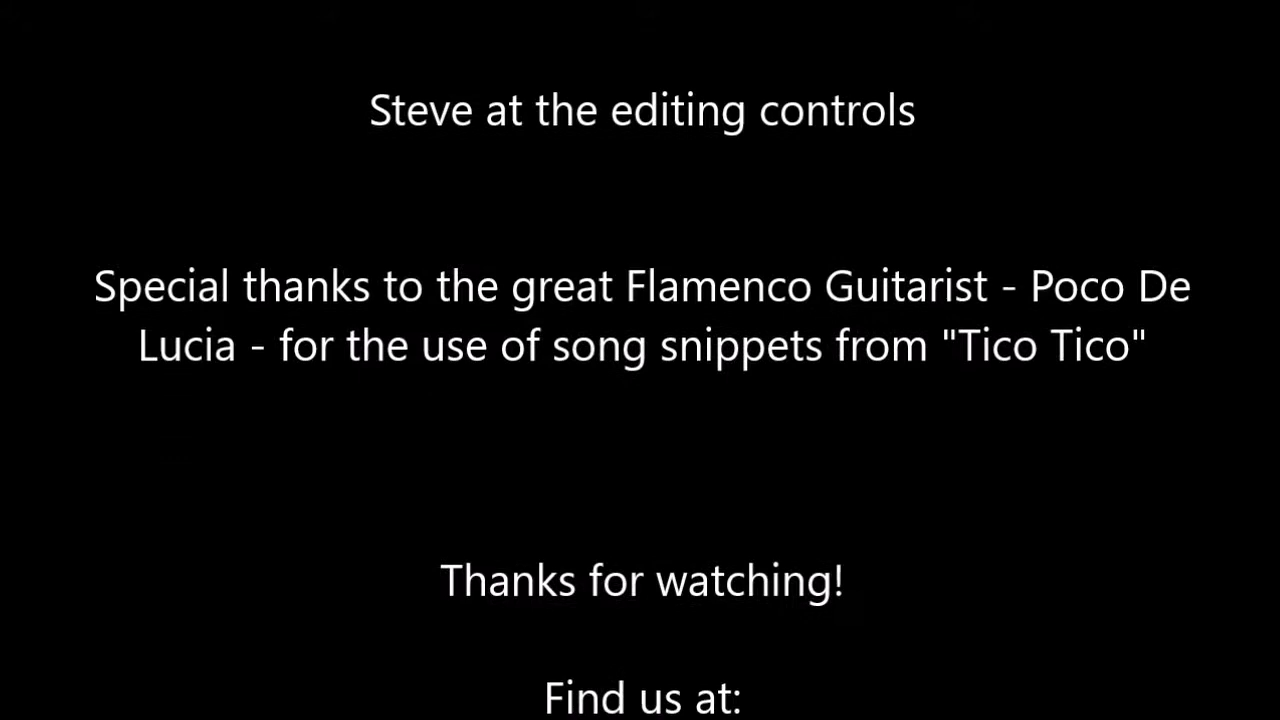 Steve at the editing controls
Special thanks to the great Flamenco Guitarist - Poco De
Lucia - for the use of song snippets from "Tico Tico"
Thanks for watching!
Find us at: